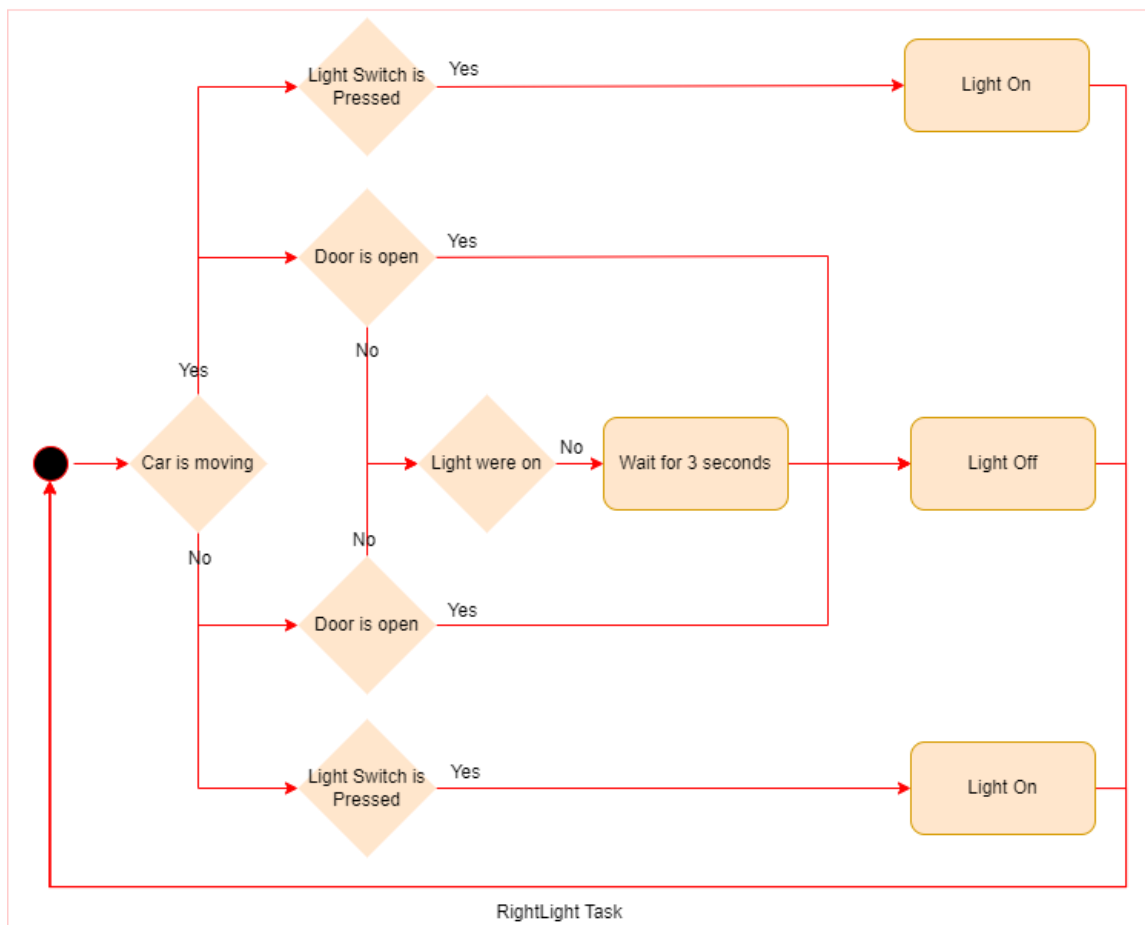 Light Switch is
Pressed
Yes
Light On
Door is open
Yes
No
Yes
Car is moving
Light were on
No
Wait for 3 seconds
Light Off
No
No
Door is open
Yes
Light Switch is
Pressed
Yes
Light On
RightLight Task